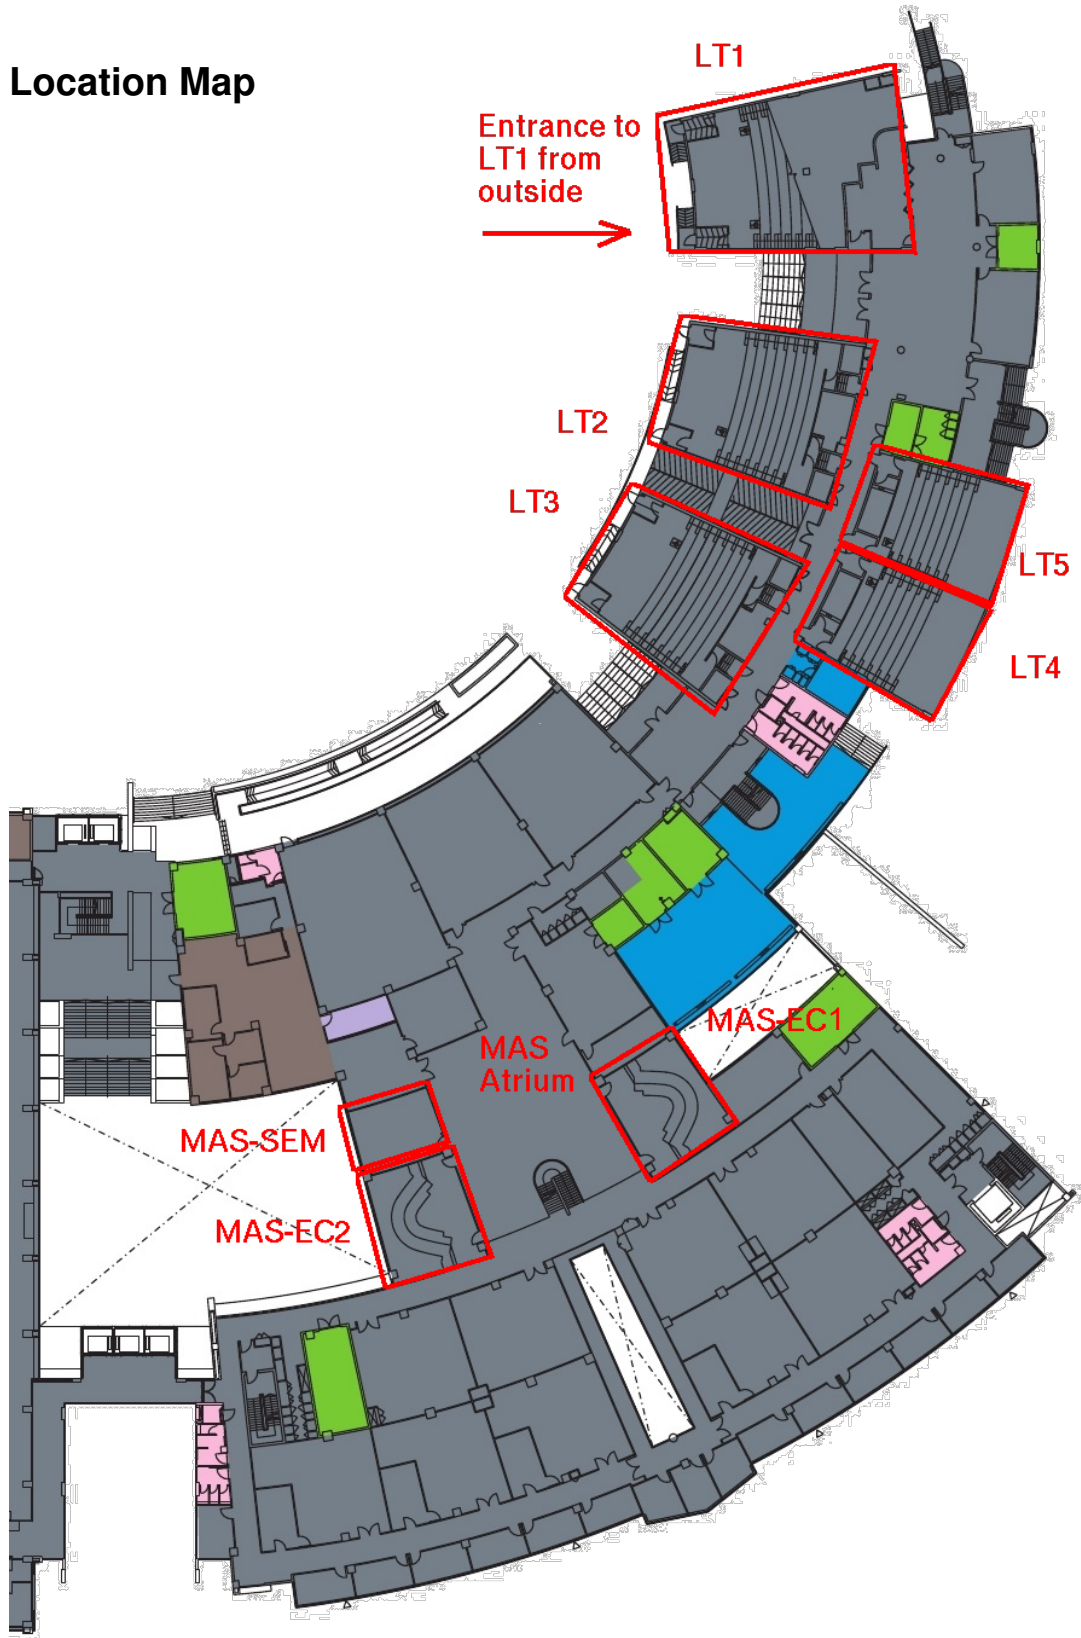 Location Map
LT1
Entrance to
LT1 from
outside
LT2
LT3
LT5
LT4
MAS-EC1
MAS
Atrium
MAS-SEM
MAS-EC2